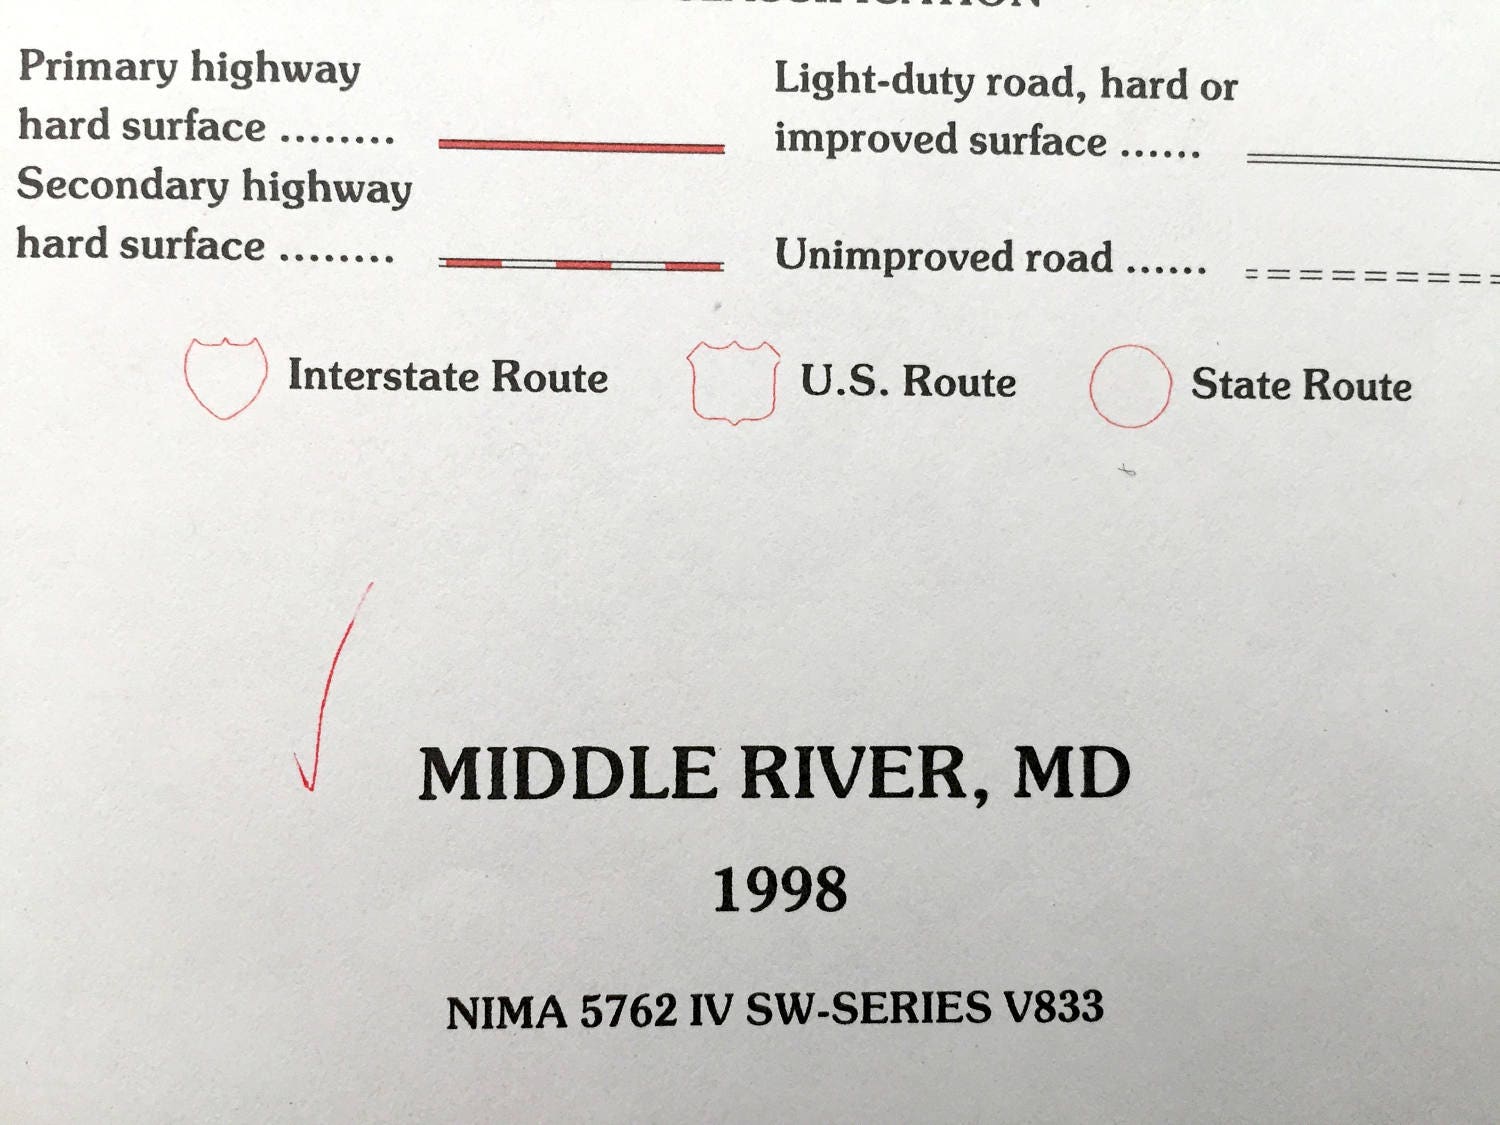 CLASSIFICATION
Primary highway
hard surface ........
Secondary highway
hard surface ........
Light-duty road, hard or
improved surface ......
Unimproved road ......
Interstate Route
U.S. Route
State Route
MIDDLE RIVER, MD
1998
NIMA 5762 IV SW-SERIES V833